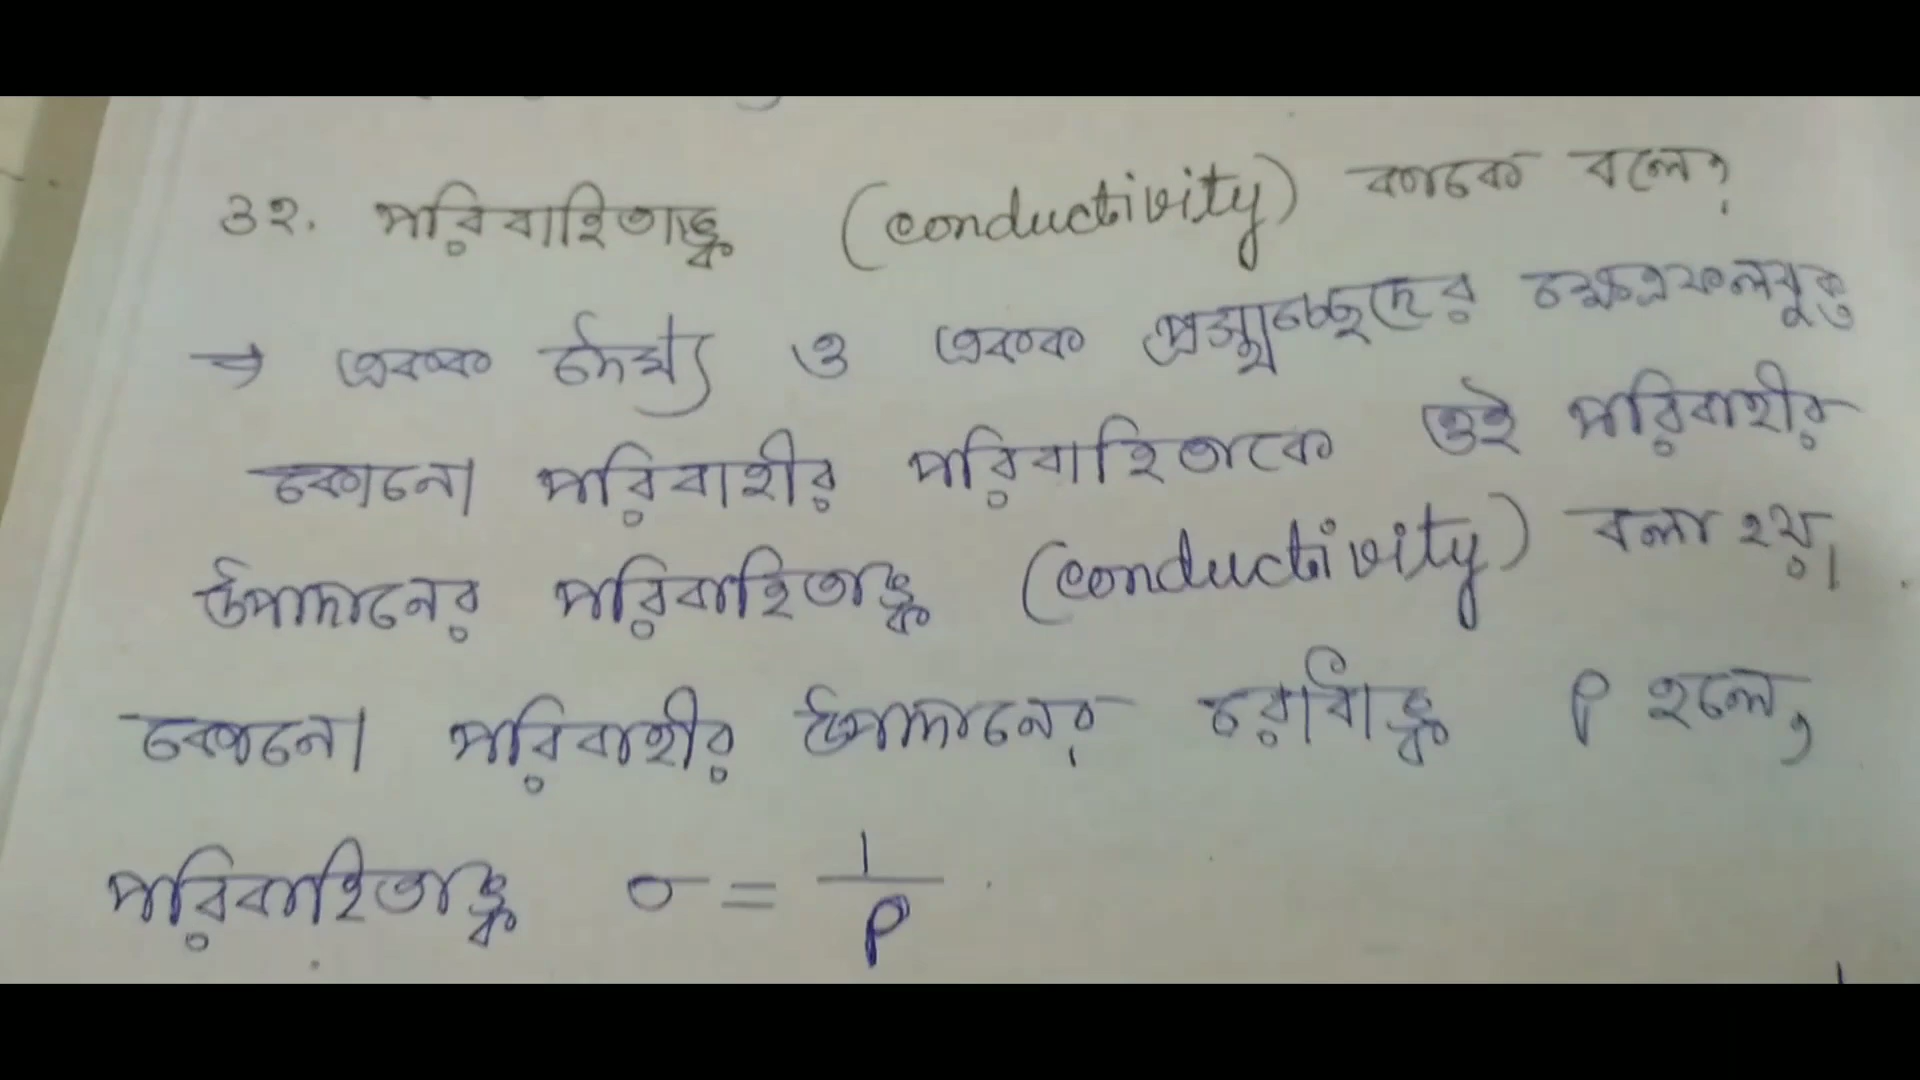 ৩২. পরিবাহিতাঙ্ক (conductivity) কাকে বলে?
→ একক দৈর্ঘ্য ও একক প্রস্থচ্ছেদের ক্ষেত্রফলযুক্ত
কোনো পরিবাহীর পরিবাহিতাকে ওই পরিবাহীর
উপাদানের পরিবাহিতাঙ্ক (conductivity) বলা হয়।
কোনো পরিবাহীর উপাদানের রোধাঙ্ক ρ হলে,
পরিবাহিতাঙ্ক σ = 1/ρ